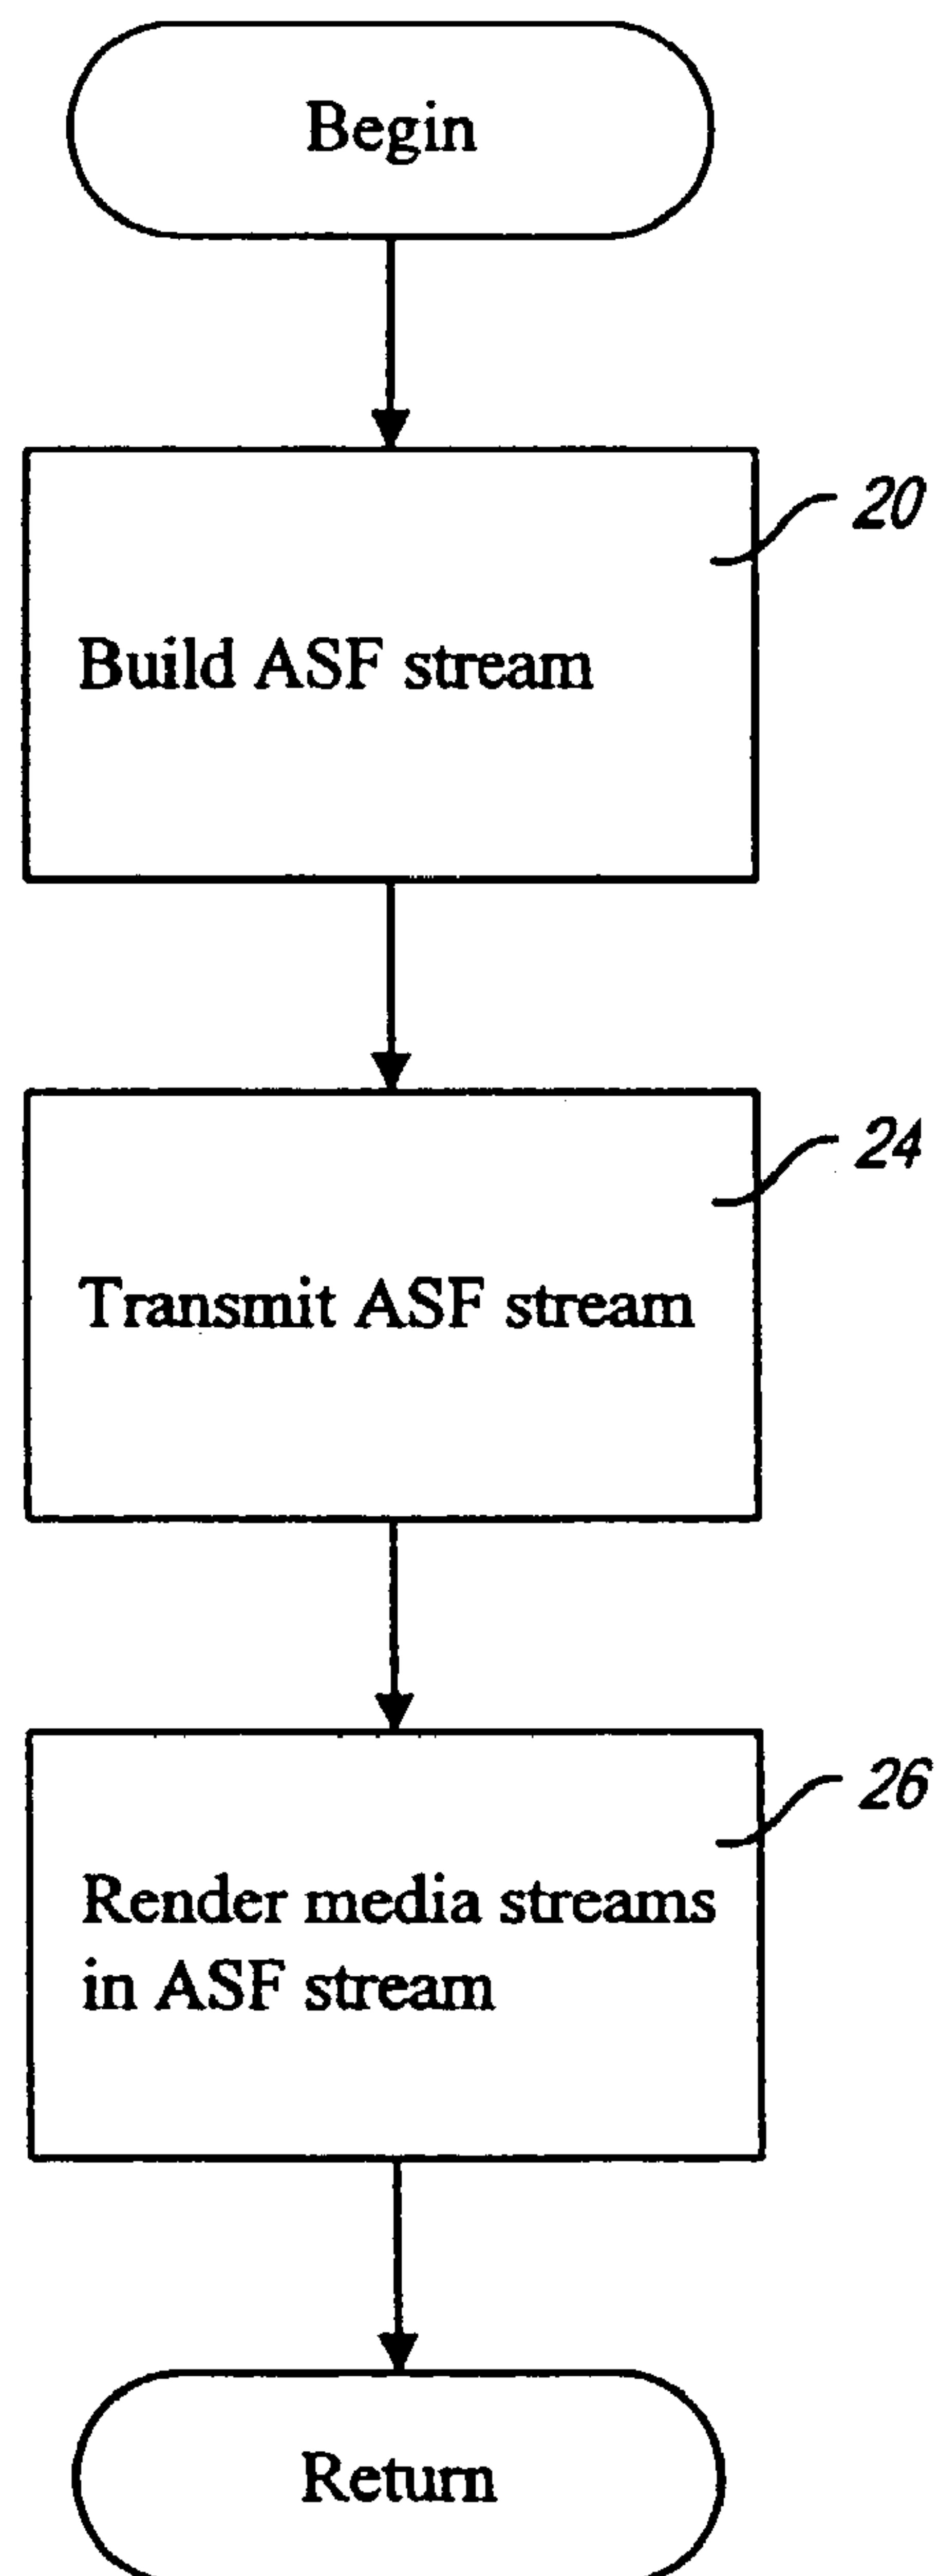 Begin
20
Build ASF stream
24
Transmit ASF stream
26
Render media streams
in ASF stream
Return